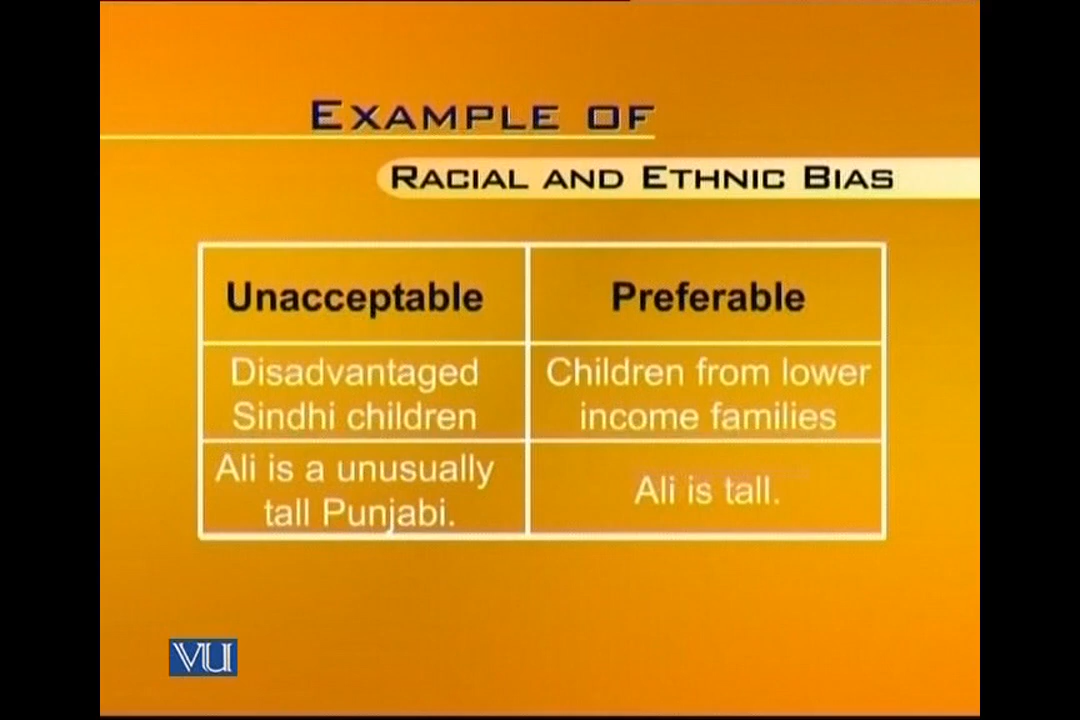 EXAMPLE OF
RACIAL AND ETHNIC BIAS
Unacceptable
Preferable
Disadvantaged
Sindhi children
Children from lower
income families
Ali is a unusually
tall Punjabi.
Ali is tall.
VU